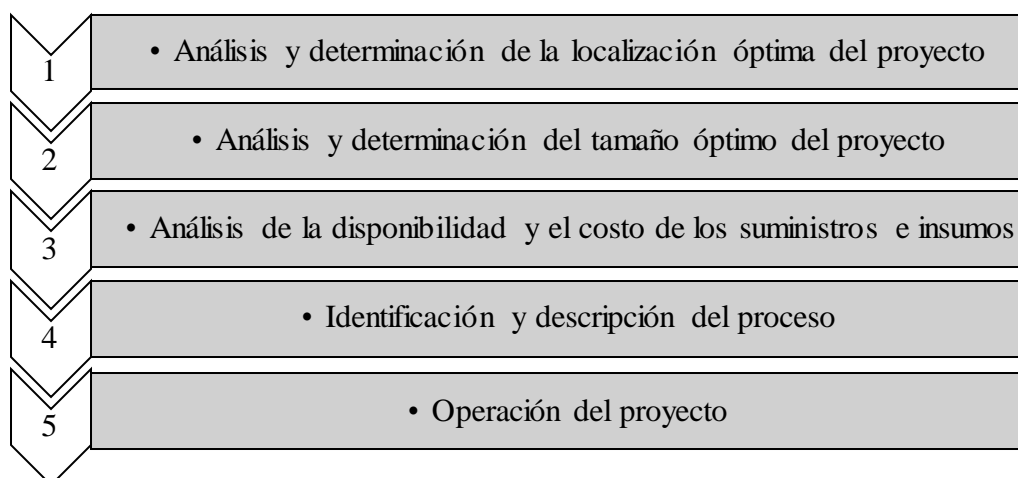 1
• Análisis y determinación de la localización óptima del proyecto
2
• Análisis y determinación del tamaño óptimo del proyecto
3
• Análisis de la disponibilidad y el costo de los suministros e insumos
4
• Identificación y descripción del proceso
5
• Operación del proyecto